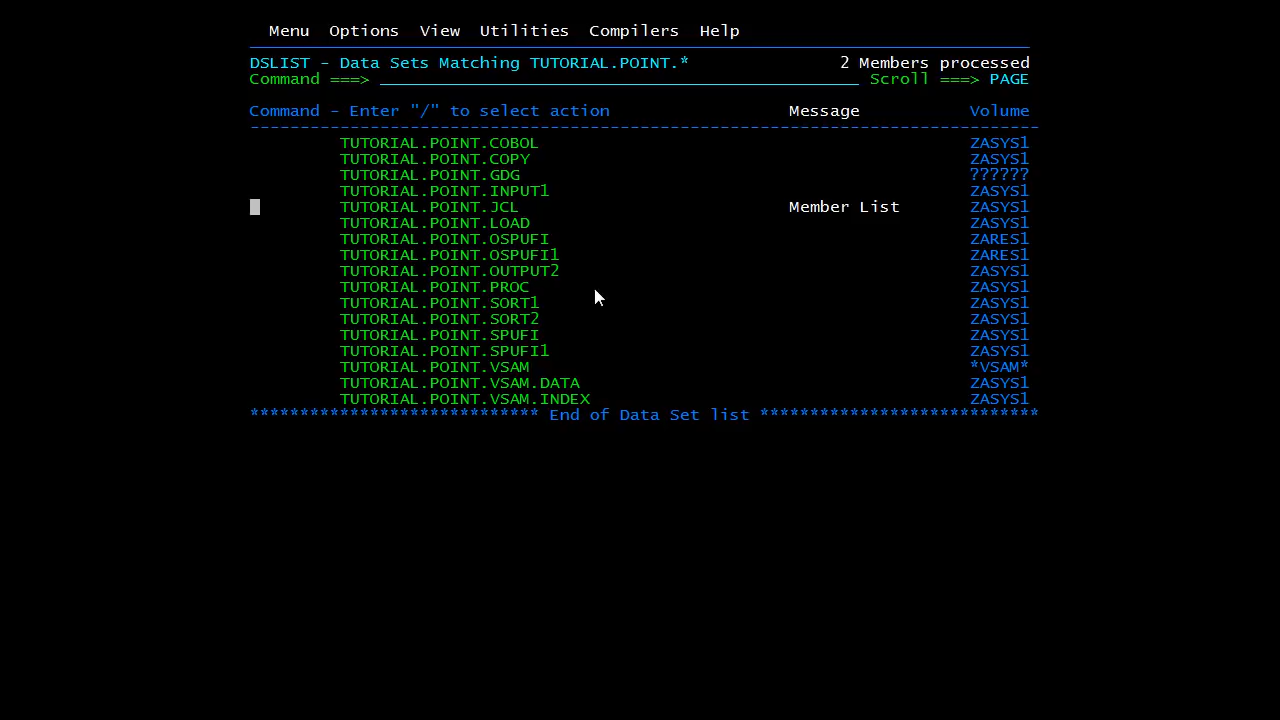 Menu Options View Utilities Compilers Help
DSLIST - Data Sets Matching TUTORIAL.POINT.* 2 Members processed
Command ===> Scroll ===> PAGE
Command - Enter "/" to select action Message Volume
TUTORIAL.POINT.COBOL ZASYS1
TUTORIAL.POINT.COPY ZASYS1
TUTORIAL.POINT.GDG ??????
TUTORIAL.POINT.INPUT1 ZASYS1
TUTORIAL.POINT.JCL Member List ZASYS1
TUTORIAL.POINT.LOAD ZASYS1
TUTORIAL.POINT.OSPUFI ZARES1
TUTORIAL.POINT.OSPUFI1 ZARES1
TUTORIAL.POINT.OUTPUT2 ZASYS1
TUTORIAL.POINT.PROC ZASYS1
TUTORIAL.POINT.SORT1 ZASYS1
TUTORIAL.POINT.SORT2 ZASYS1
TUTORIAL.POINT.SPUFI ZASYS1
TUTORIAL.POINT.SPUFI1 ZASYS1
TUTORIAL.POINT.VSAM *VSAM*
TUTORIAL.POINT.VSAM.DATA ZASYS1
TUTORIAL.POINT.VSAM.INDEX ZASYS1
***************************** End of Data Set list ****************************